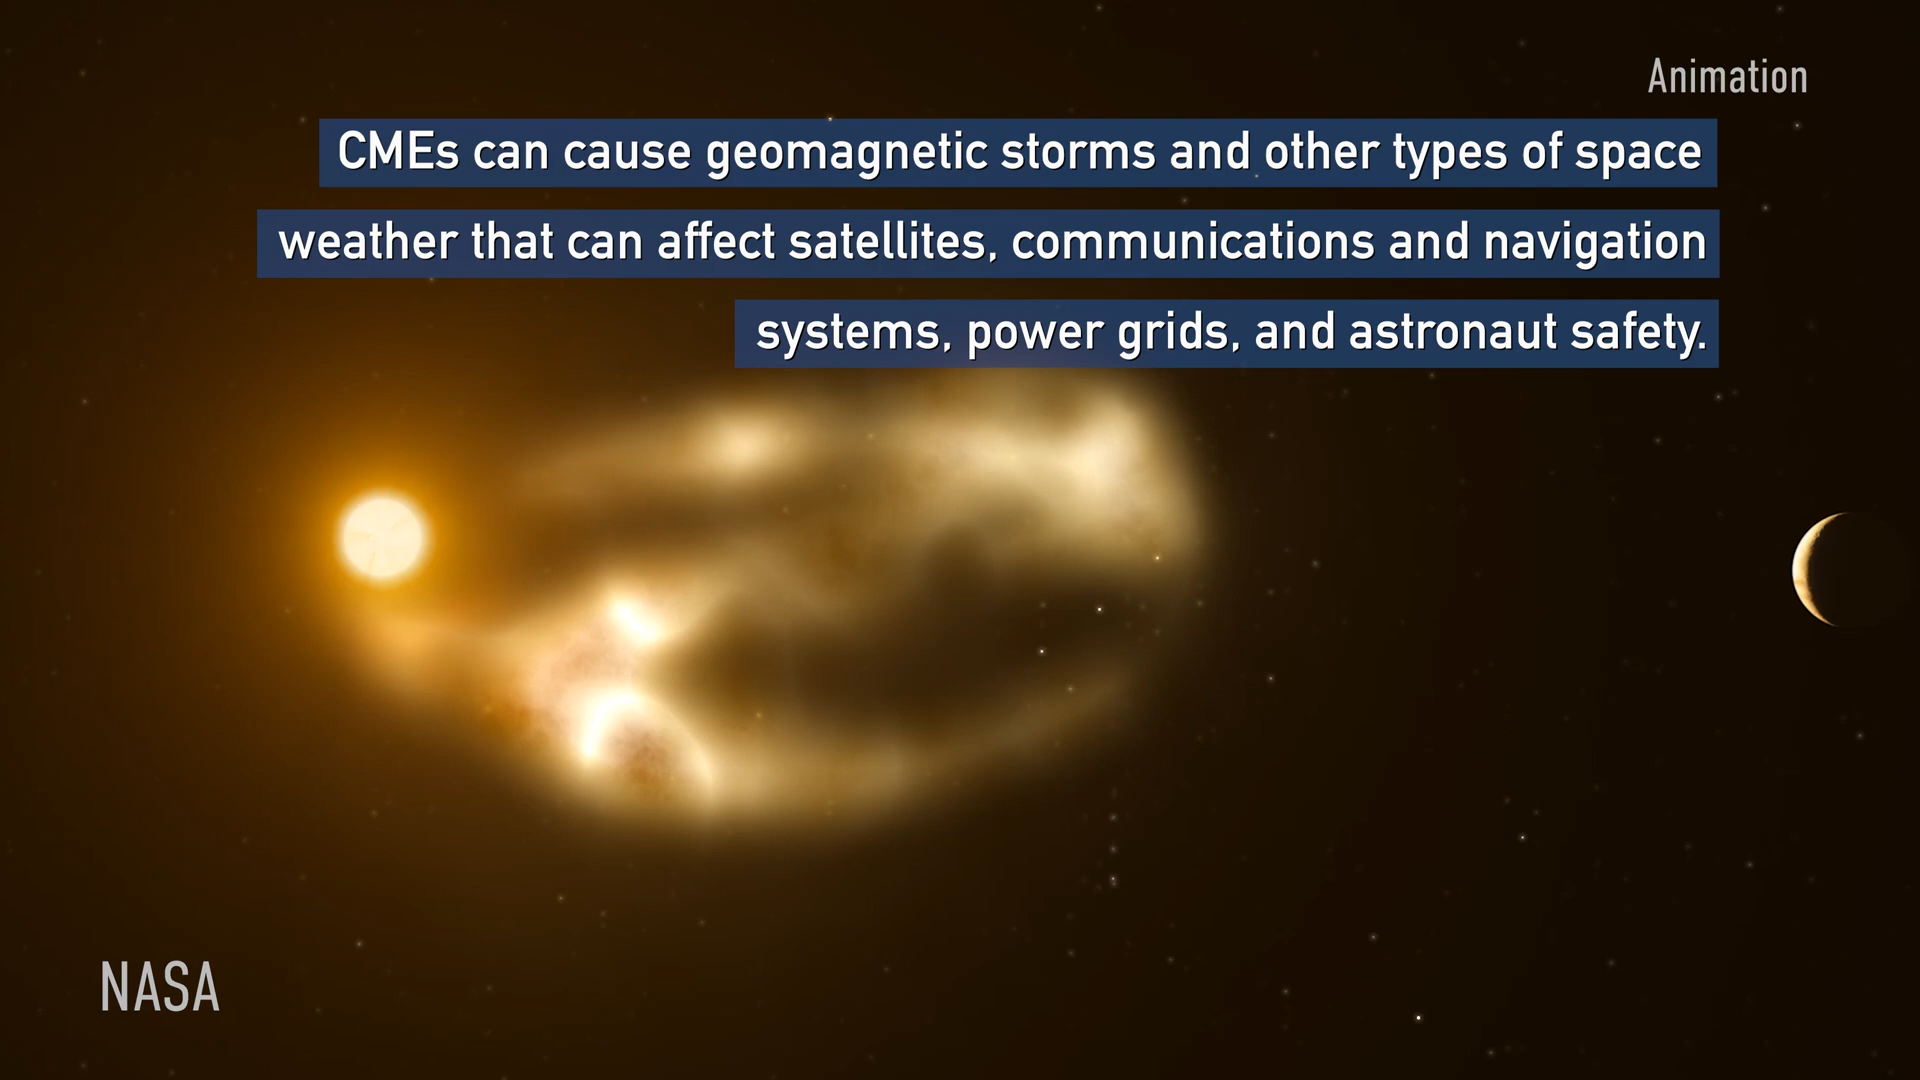 Animation
CMEs can cause geomagnetic storms and other types of space
weather that can affect satellites, communications and navigation
systems, power grids, and astronaut safety.
NASA